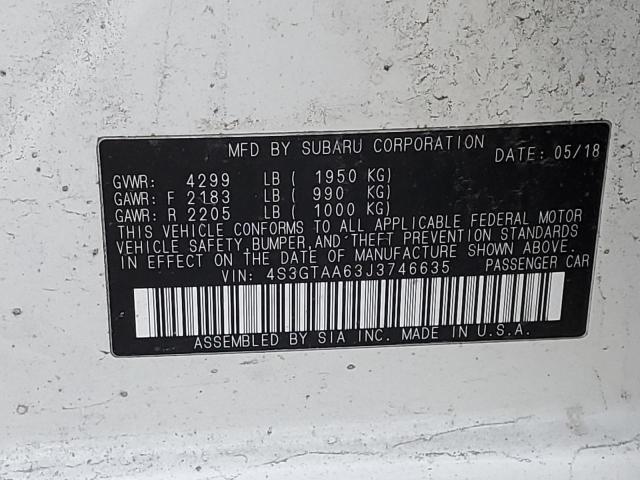 MFD BY SUBARU CORPORATION DATE: 05/18
GVWR: 4299 LB ( 1950 KG)
GAWR: F 2183 LB ( 990 KG)
GAWR: R 2205 LB ( 1000 KG)
THIS VEHICLE CONFORMS TO ALL APPLICABLE FEDERAL MOTOR
VEHICLE SAFETY, BUMPER, AND THEFT PREVENTION STANDARDS
IN EFFECT ON THE DATE OF MANUFACTURE SHOWN ABOVE.
VIN: 4S3GTAA63J3746635 PASSENGER CAR
ASSEMBLED BY SIA INC. MADE IN U.S.A.